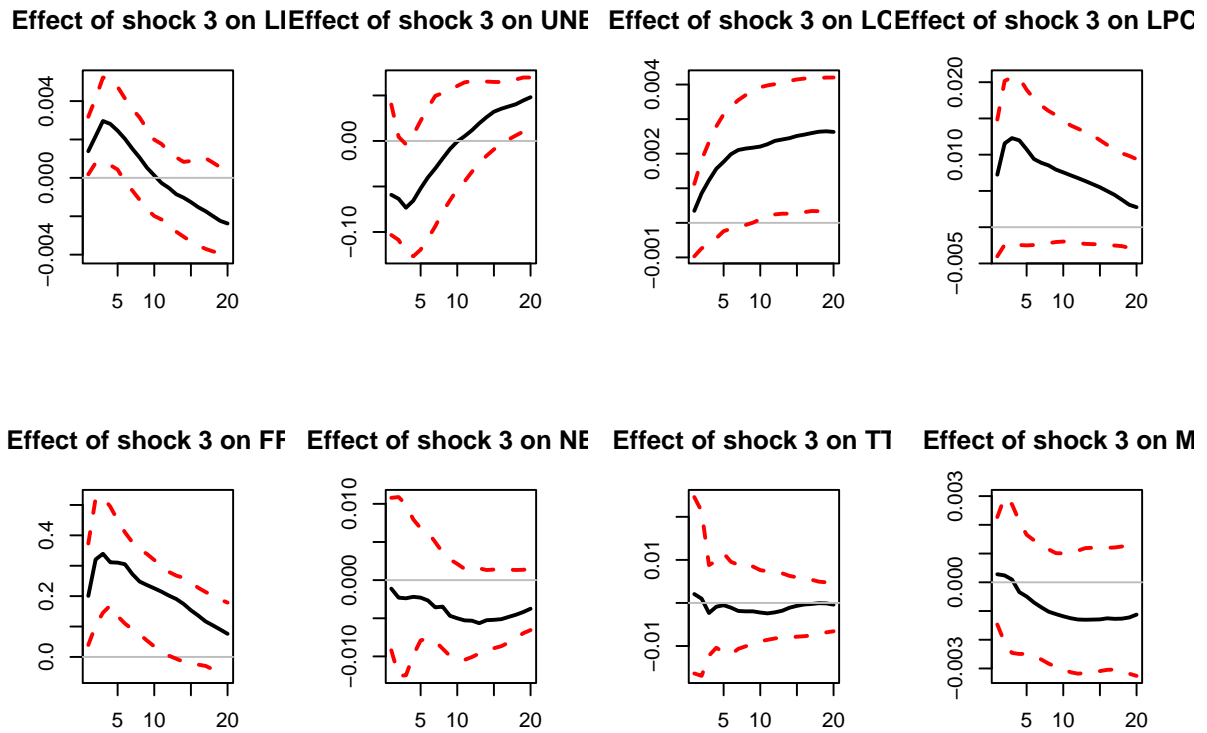 Effect of shock 3 on LI
0.004
0.000
−0.004
5 10 20
Effect of shock 3 on UNE
0.00
−0.10
5 10 20
Effect of shock 3 on LC
0.004
0.002
−0.001
5 10 20
Effect of shock 3 on LPC
0.020
0.010
−0.005
5 10 20
Effect of shock 3 on FF
0.4
0.2
0.0
5 10 20
Effect of shock 3 on NE
0.010
0.000
−0.010
5 10 20
Effect of shock 3 on TT
0.01
−0.01
5 10 20
Effect of shock 3 on M
0.003
0.000
−0.003
5 10 20